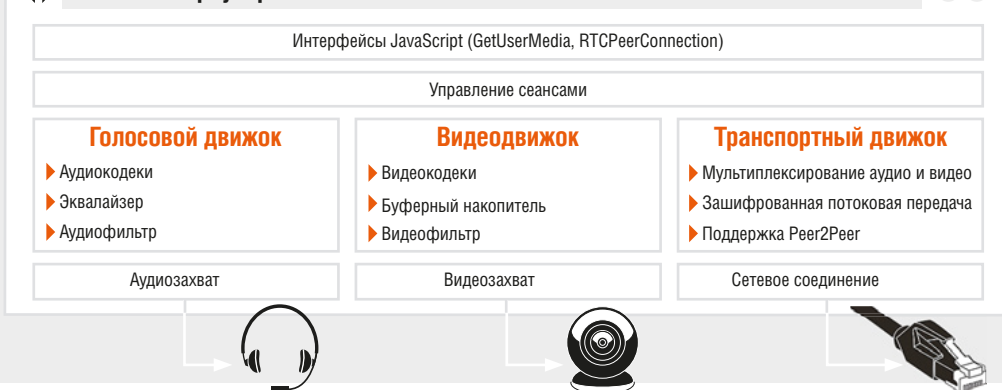 Интерфейсы JavaScript (GetUserMedia, RTCPeerConnection)
Управление сеансами
Голосовой движок
Аудиокодеки
Эквалайзер
Аудиофильтр
Видеодвижок
Видеокодеки
Буферный накопитель
Видеофильтр
Транспортный движок
Мультиплексирование аудио и видео
Зашифрованная потоковая передача
Поддержка Peer2Peer
Аудиозахват
Видеозахват
Сетевое соединение